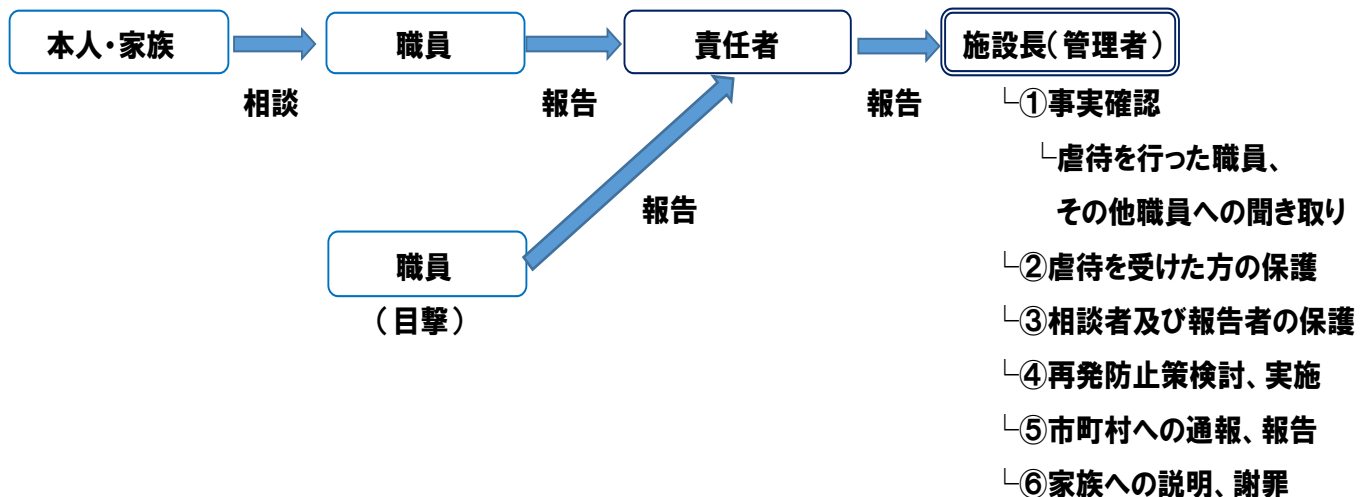 本人・家族
職員
責任者
施設長(管理者)
相談
報告
報告
└①事実確認
└虐待を行った職員、
その他職員への聞き取り
報告
職員
(目撃)
└②虐待を受けた方の保護
└③相談者及び報告者の保護
└④再発防止策検討、実施
└⑤市町村への通報、報告
└⑥家族への説明、謝罪